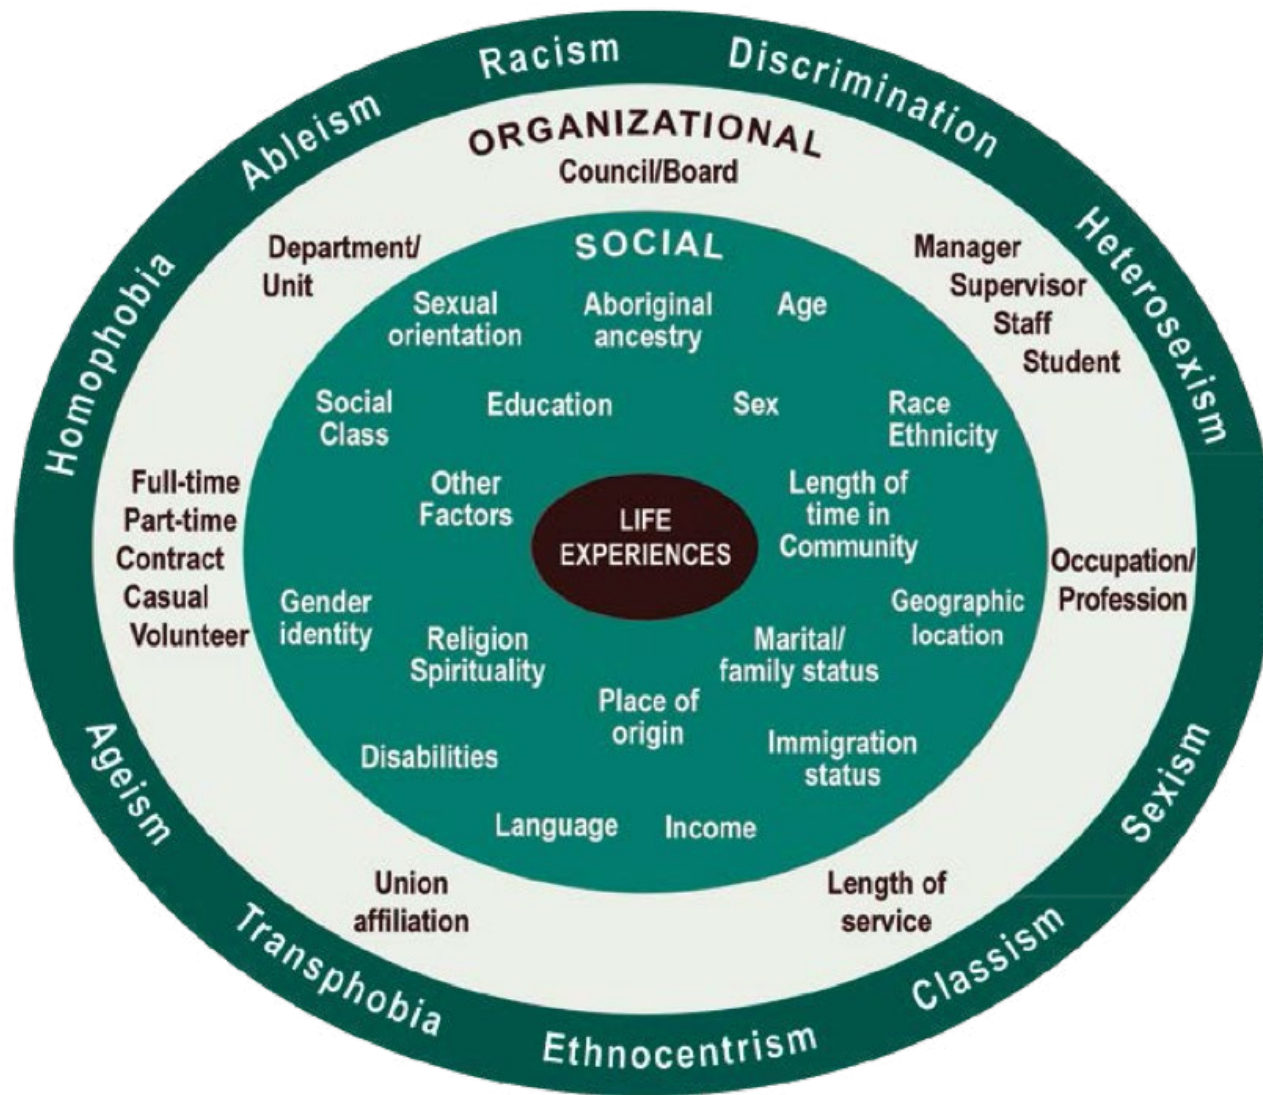 Racism
Discrimination
Ableism
Heterosexism
Homophobia
Sexism
Ageism
Classism
Transphobia
Ethnocentrism
ORGANIZATIONAL
Council/Board
Department/
Unit
Manager
Supervisor
Staff
Student
Full-time
Part-time
Contract
Casual
Volunteer
Occupation/
Profession
Union
affiliation
Length of
service
SOCIAL
Sexual
orientation
Aboriginal
ancestry
Age
Social
Class
Education
Sex
Race
Ethnicity
Other
Factors
Length of
time in
Community
Gender
identity
Religion
Spirituality
Marital/
family status
Geographic
location
Place of
origin
Disabilities
Immigration
status
Language
Income
LIFE
EXPERIENCES